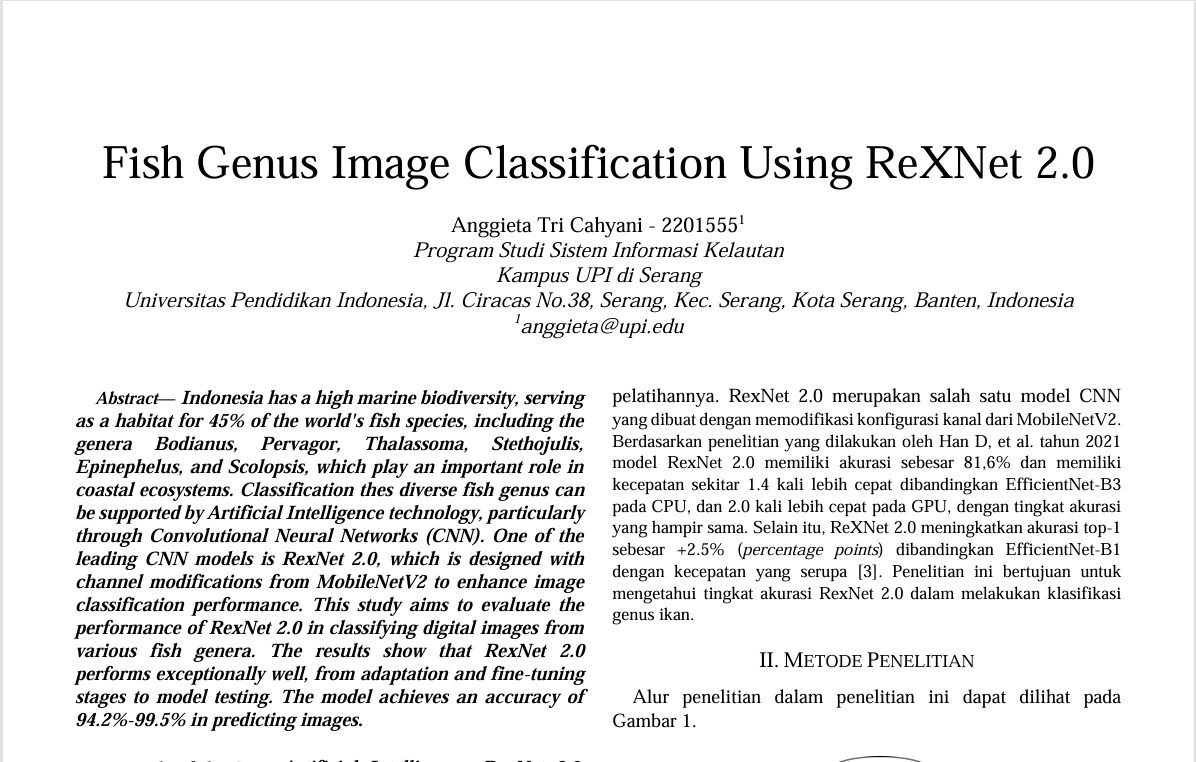 Fish Genus Image Classification Using ReXNet 2.0
Anggieta Tri Cahyani - 2201555¹
Program Studi Sistem Informasi Kelautan
Kampus UPI di Serang
Universitas Pendidikan Indonesia, Jl. Ciracas No.38, Serang, Kec. Serang, Kota Serang, Banten, Indonesia
¹anggieta@upi.edu
Abstract— Indonesia has a high marine biodiversity, serving
as a habitat for 45% of the world's fish species, including the
genera Bodianus, Pervagor, Thalassoma, Stethojulis,
Epinephelus, and Scolopsis, which play an important role in
coastal ecosystems. Classification thes diverse fish genus can
be supported by Artificial Intelligence technology, particularly
through Convolutional Neural Networks (CNN). One of the
leading CNN models is RexNet 2.0, which is designed with
channel modifications from MobileNetV2 to enhance image
classification performance. This study aims to evaluate the
performance of RexNet 2.0 in classifying digital images from
various fish genera. The results show that RexNet 2.0
performs exceptionally well, from adaptation and fine-tuning
stages to model testing. The model achieves an accuracy of
94.2%-99.5% in predicting images.
pelatihannya. RexNet 2.0 merupakan salah satu model CNN
yang dibuat dengan memodifikasi konfigurasi kanal dari MobileNetV2.
Berdasarkan penelitian yang dilakukan oleh Han D, et al. tahun 2021
model RexNet 2.0 memiliki akurasi sebesar 81,6% dan memiliki
kecepatan sekitar 1.4 kali lebih cepat dibandingkan EfficientNet-B3
pada CPU, dan 2.0 kali lebih cepat pada GPU, dengan tingkat akurasi
yang hampir sama. Selain itu, ReXNet 2.0 meningkatkan akurasi top-1
sebesar +2.5% (percentage points) dibandingkan EfficientNet-B1
dengan kecepatan yang serupa [3]. Penelitian ini bertujuan untuk
mengetahui tingkat akurasi RexNet 2.0 dalam melakukan klasifikasi
genus ikan.
II. METODE PENELITIAN
Alur penelitian dalam penelitian ini dapat dilihat pada
Gambar 1.